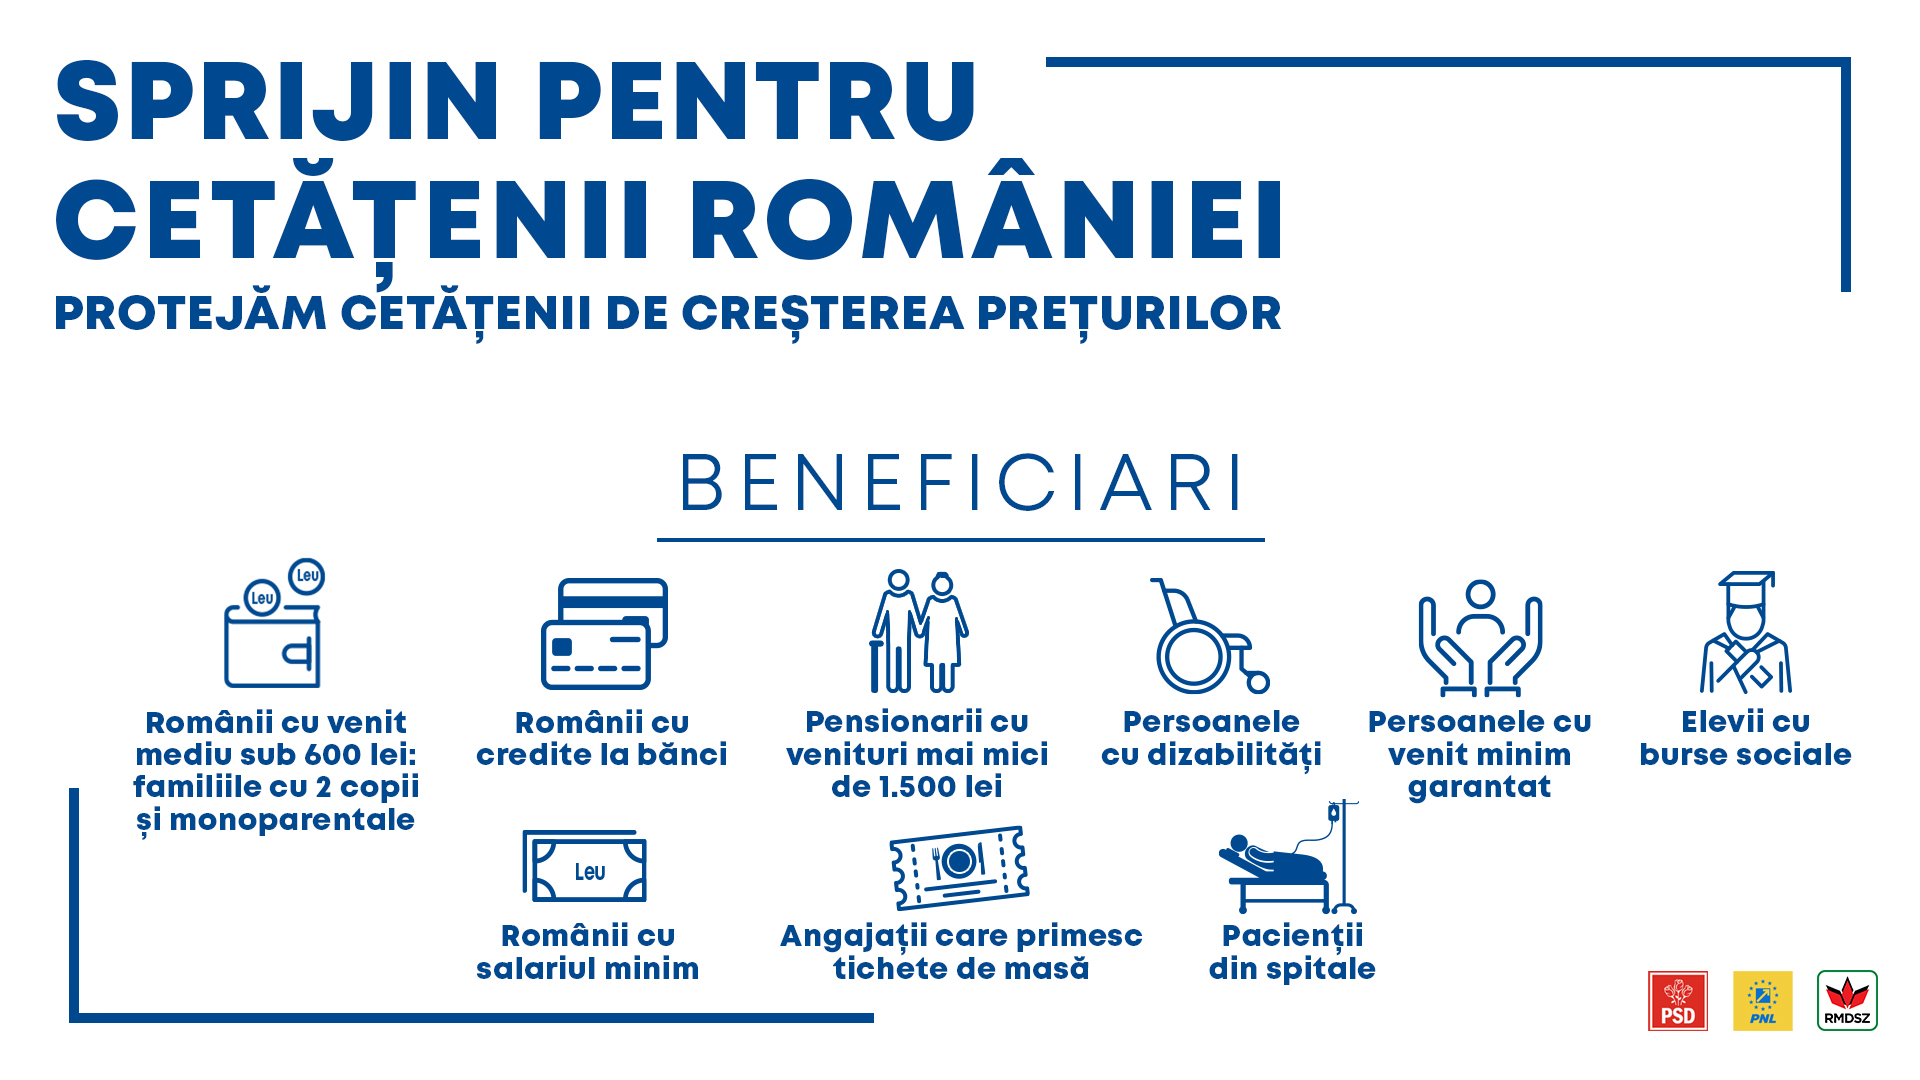 SPRIJIN PENTRU
CETĂȚENII ROMÂNIEI
PROTEJĂM CETĂȚENII DE CREȘTEREA PREȚURILOR
BENEFICIARI
Leu
Leu
Românii cu venit
mediu sub 600 lei:
familiile cu 2 copii
și monoparentale
Românii cu
credite la bănci
Pensionarii cu
venituri mai mici
de 1.500 lei
Persoanele
cu dizabilități
Persoanele cu
venit minim
garantat
Elevii cu
burse sociale
Leu
Românii cu
salariul minim
Angajații care primesc
tichete de masă
Pacienții
din spitale
PSD
PNL
RMDSZ